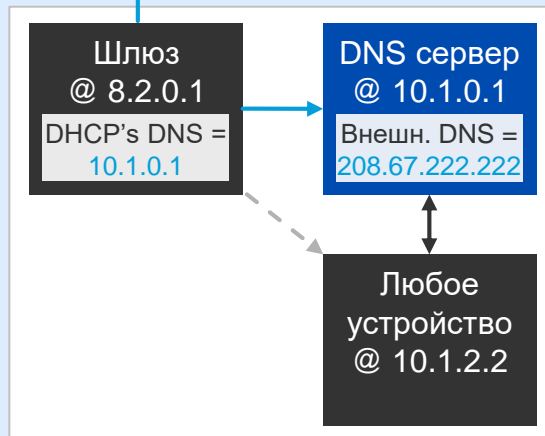 Шлюз
@ 8.2.0.1
DHCP's DNS =
10.1.0.1
DNS сервер
@ 10.1.0.1
Внешн. DNS =
208.67.222.222
Любое
устройство
@ 10.1.2.2